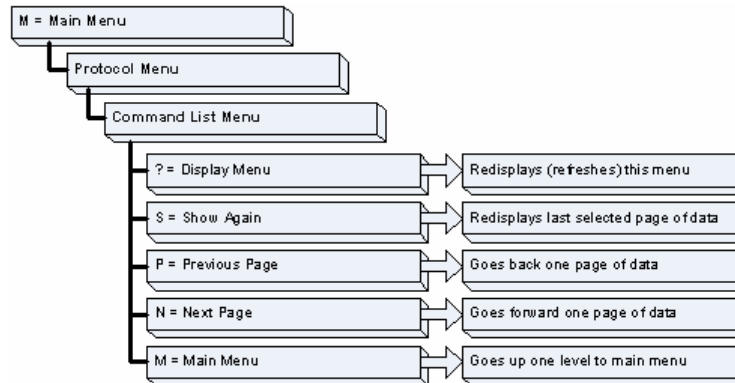 M = Main Menu
Protocol Menu
Command List Menu
? = Display Menu
Redisplays (refreshes) this menu
S = Show Again
Redisplays last selected page of data
P = Previous Page
Goes back one page of data
N = Next Page
Goes forward one page of data
M = Main Menu
Goes up one level to main menu